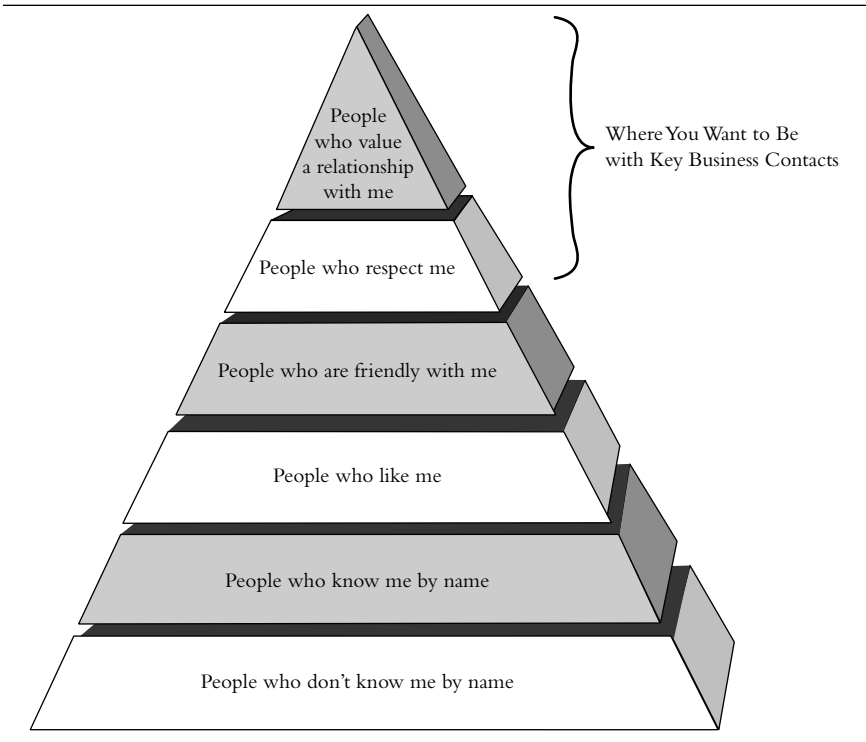 People
who value
a relationship
with me
Where You Want to Be
with Key Business Contacts
People who respect me
People who are friendly with me
People who like me
People who know me by name
People who don’t know me by name